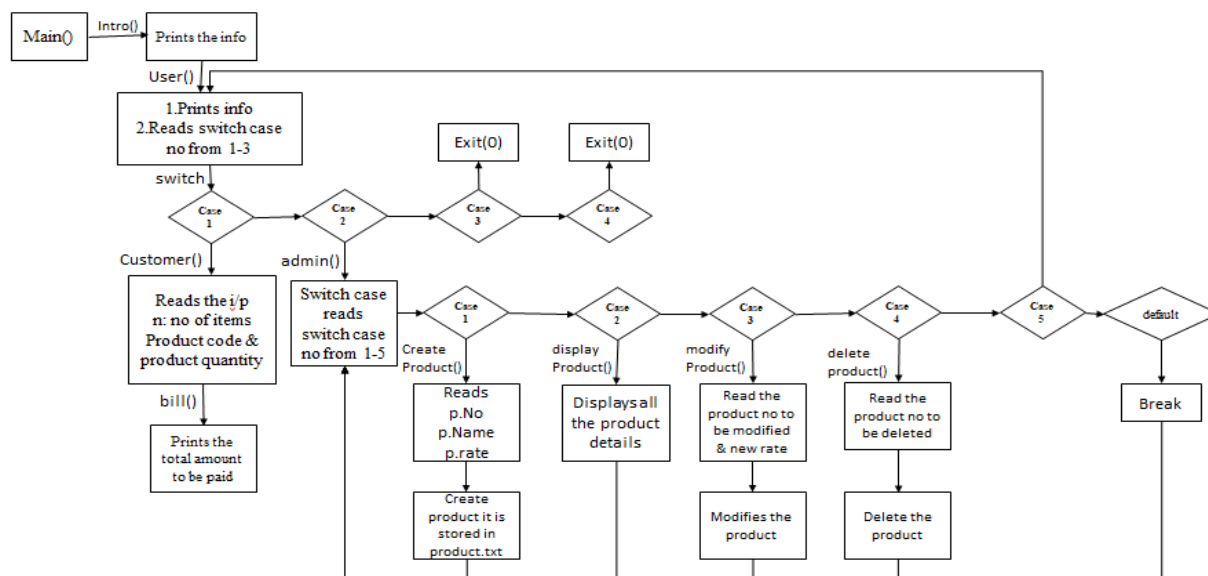 Main()
Intro()
Prints the info
User()
1.Prints info
2.Reads switch case
no from 1-3
switch
Exit(0)
Exit(0)
Case
1
Case
2
Case
3
Case
4
Customer()
admin()
Reads the i/p
n: no of items
Product code &
product quantity
bill()
Prints the
total amount
to be paid
Switch case
reads
switch case
no from 1-5
Case
1
Case
2
Case
3
Case
4
Case
5
default
Create
Product()
display
Product()
modify
Product()
delete
product()
Reads
p.No
p.Name
p.rate
Displays all
the product
details
Read the
product no to
be modified
& new rate
Read the
product no to
be deleted
Break
Create
product it is
stored in
product.txt
Modifies the
product
Delete the
product